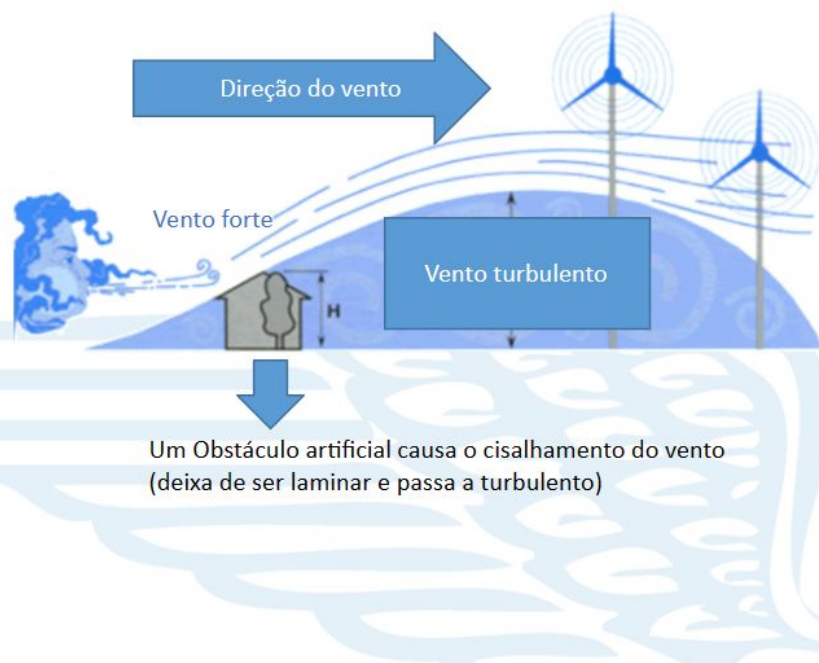 Direção do vento
Vento forte
Vento turbulento
H
Um Obstáculo artificial causa o cisalhamento do vento
(deixa de ser laminar e passa a turbulento)